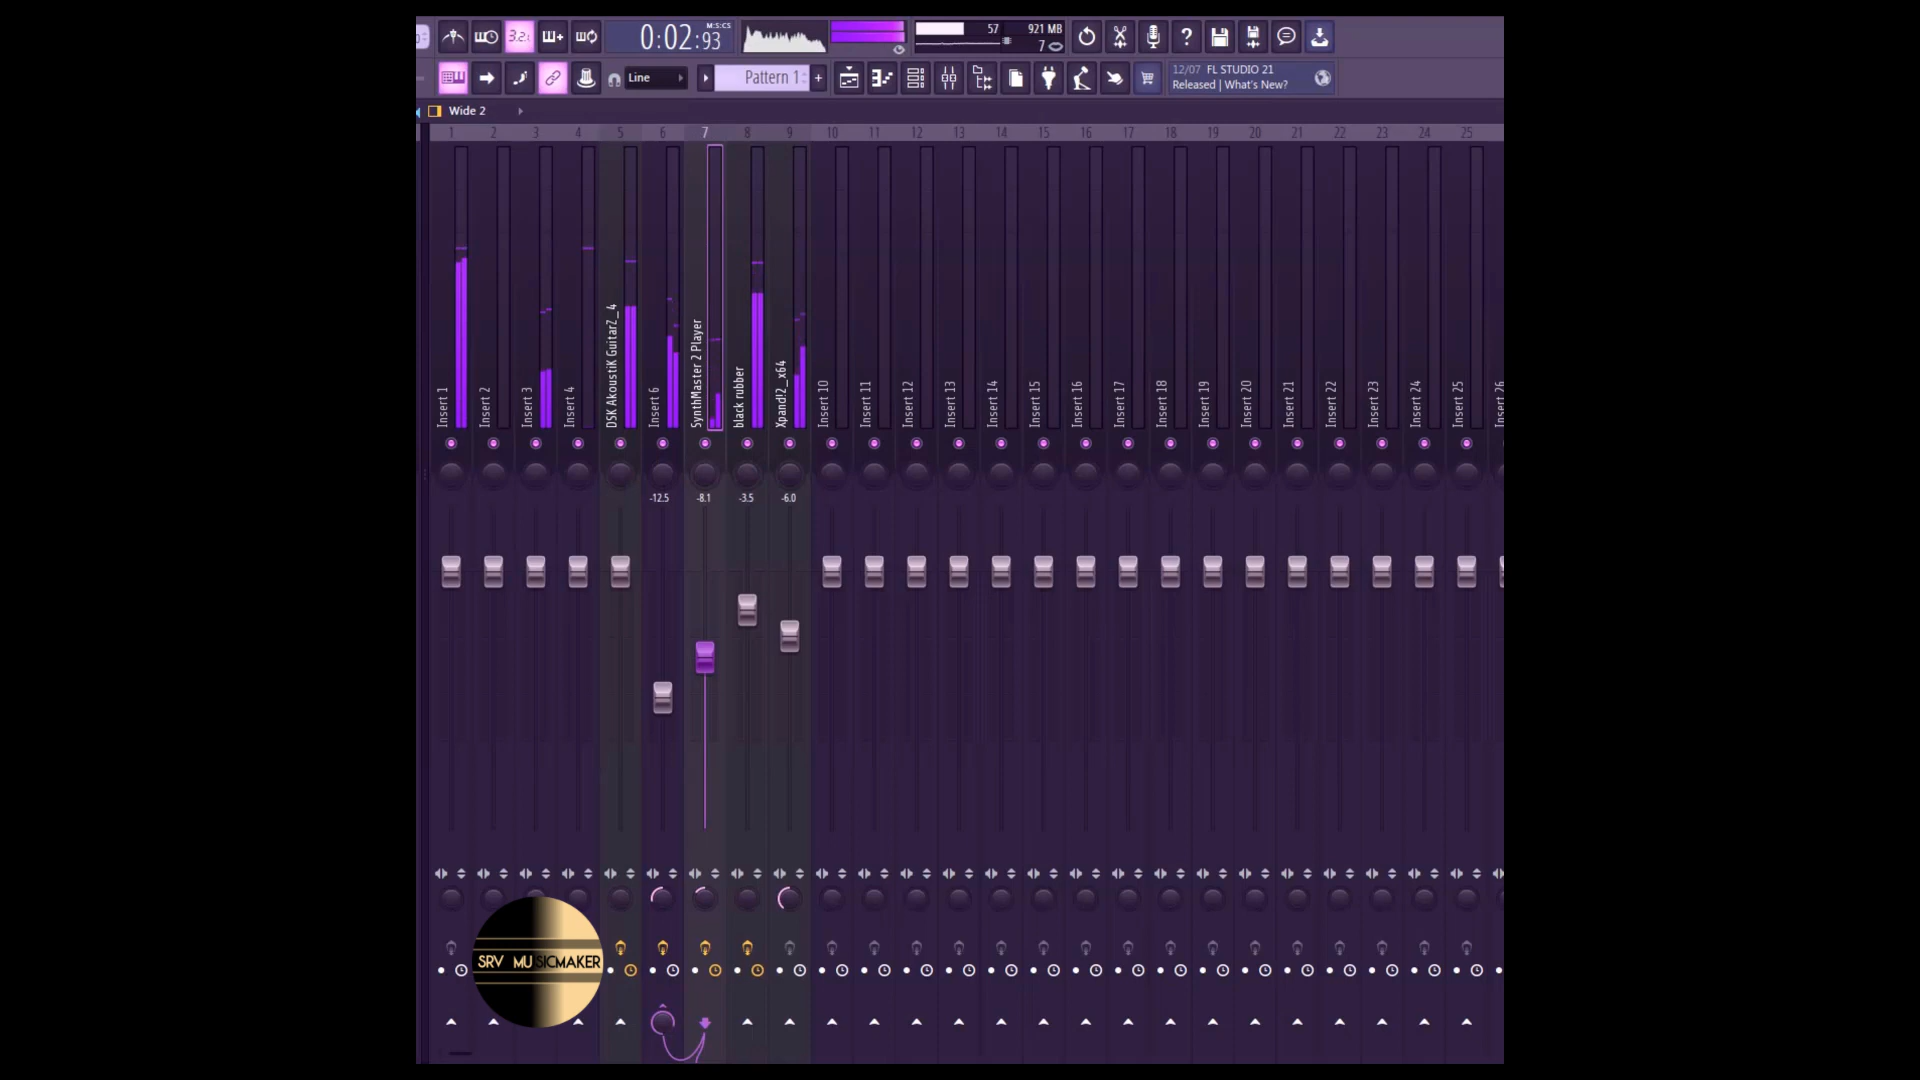 3.2.
0:02:93
M:S:CS
57
921 MB
7
Line
Pattern 1
12/07 FL STUDIO 21
Released | What's New?
Wide 2
1 2 3 4 5 6 7 8 9 10 11 12 13 14 15 16 17 18 19 20 21 22 23 24 25
Insert 1
Insert 2
Insert 3
Insert 4
DSK AkoustiK GuitarZ_4
Insert 6
SynthMaster 2 Player
black rubber
Xpand!2_x64
Insert 10
Insert 11
Insert 12
Insert 13
Insert 14
Insert 15
Insert 16
Insert 17
Insert 18
Insert 19
Insert 20
Insert 21
Insert 22
Insert 23
Insert 24
Insert 25
-12.5 -8.1 -3.5 -6.0
SRV MUSICMAKER